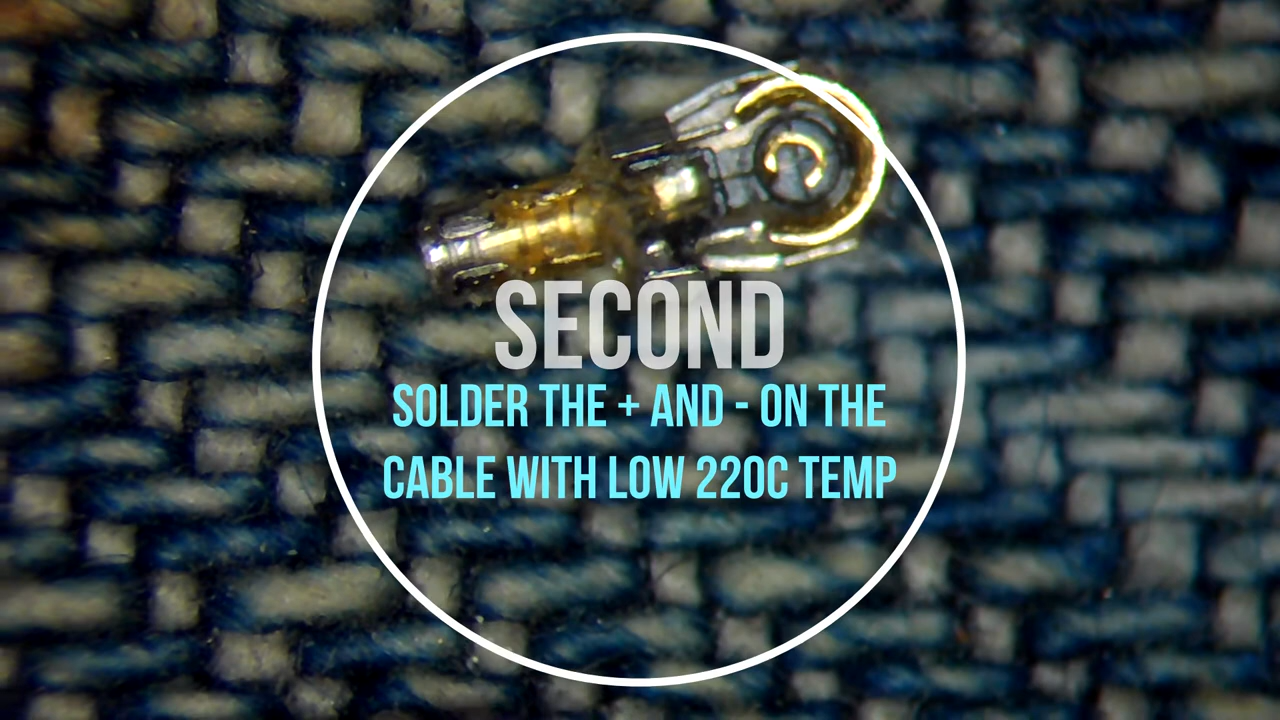 SECOND
SOLDER THE + AND - ON THE
CABLE WITH LOW 220C TEMP